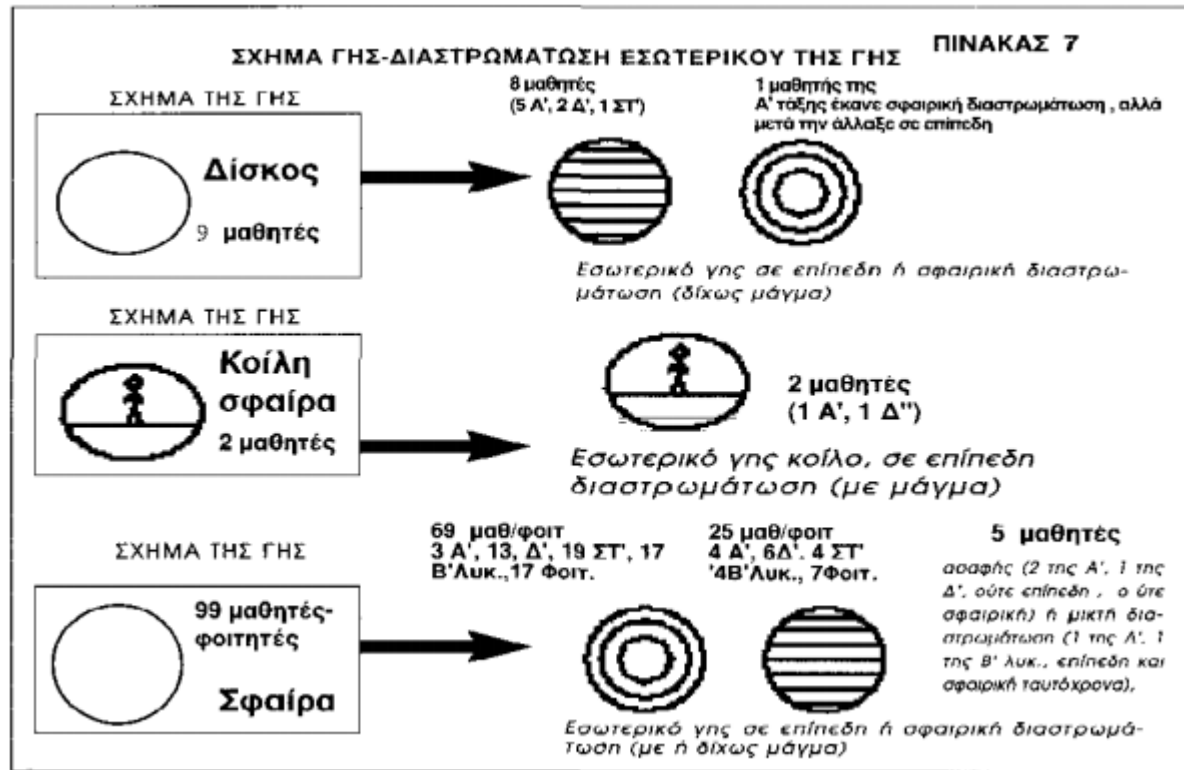 ΠΙΝΑΚΑΣ 7
ΣΧΗΜΑ ΓΗΣ-ΔΙΑΣΤΡΩΜΑΤΩΣΗ ΕΣΩΤΕΡΙΚΟΥ ΤΗΣ ΓΗΣ
ΣΧΗΜΑ ΤΗΣ ΓΗΣ
Δίσκος
9 μαθητές
8 μαθητές
(5 Α', 2 Δ', 1 ΣΤ')
1 μαθητής της
Α' τάξης έκανε σφαιρική διαστρωμάτωση , αλλά
μετά την άλλαξε σε επίπεδη
Εσωτερικό γης σε επίπεδη ή σφαιρική διαστρω-
μάτωση (δίχως μάγμα)
ΣΧΗΜΑ ΤΗΣ ΓΗΣ
Κοίλη
σφαίρα
2 μαθητές
2 μαθητές
(1 Α', 1 Δ'')
Εσωτερικό γης κοίλο, σε επίπεδη
διαστρωμάτωση (με μάγμα)
ΣΧΗΜΑ ΤΗΣ ΓΗΣ
99 μαθητές-
φοιτητές
Σφαίρα
69 μαθ/φοιτ
3 Α', 13, Δ', 19 ΣΤ', 17
Β'Λυκ.,17 Φοιτ.
25 μαθ/φοιτ
4 Α', 6Δ'. 4 ΣΤ'
'4Β'Λυκ., 7Φοιτ.
5 μαθητές
ασαφής (2 της Α', 1 της
Δ', ούτε επίπεδη , ο ύτε
σφαιρική) ή μικτή δια-
στρωμάτωση (1 της Α'. 1
της Β' λυκ., επίπεδη και
σφαιρική ταυτόχρονα),
Εσωτερικό γης σε επίπεδη ή σφαιρική διαστρωμά-
τωση (με ή δίχως μάγμα)